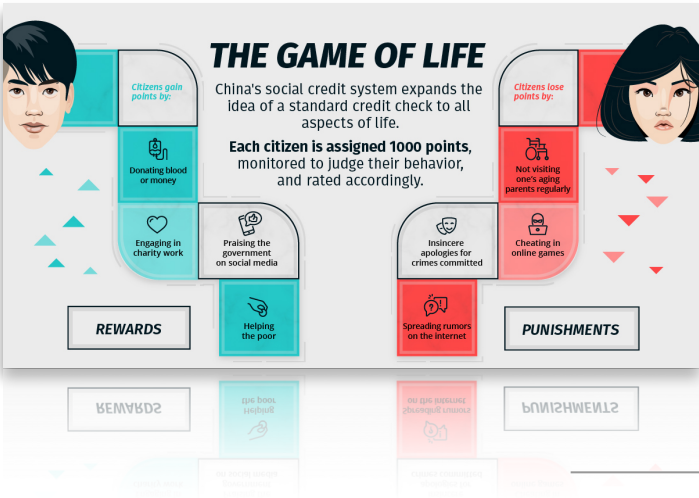 THE GAME OF LIFE
China's social credit system expands the
idea of a standard credit check to all
aspects of life.
Each citizen is assigned 1000 points,
monitored to judge their behavior,
and rated accordingly.
Citizens gain
points by:
Donating blood
or money
Engaging in
charity work
Praising the
government
on social media
Helping
the poor
REWARDS
Citizens lose
points by:
Not visiting
one's aging
parents regularly
Cheating in
online games
Insincere
apologies for
crimes committed
Spreading rumors
on the internet
PUNISHMENTS